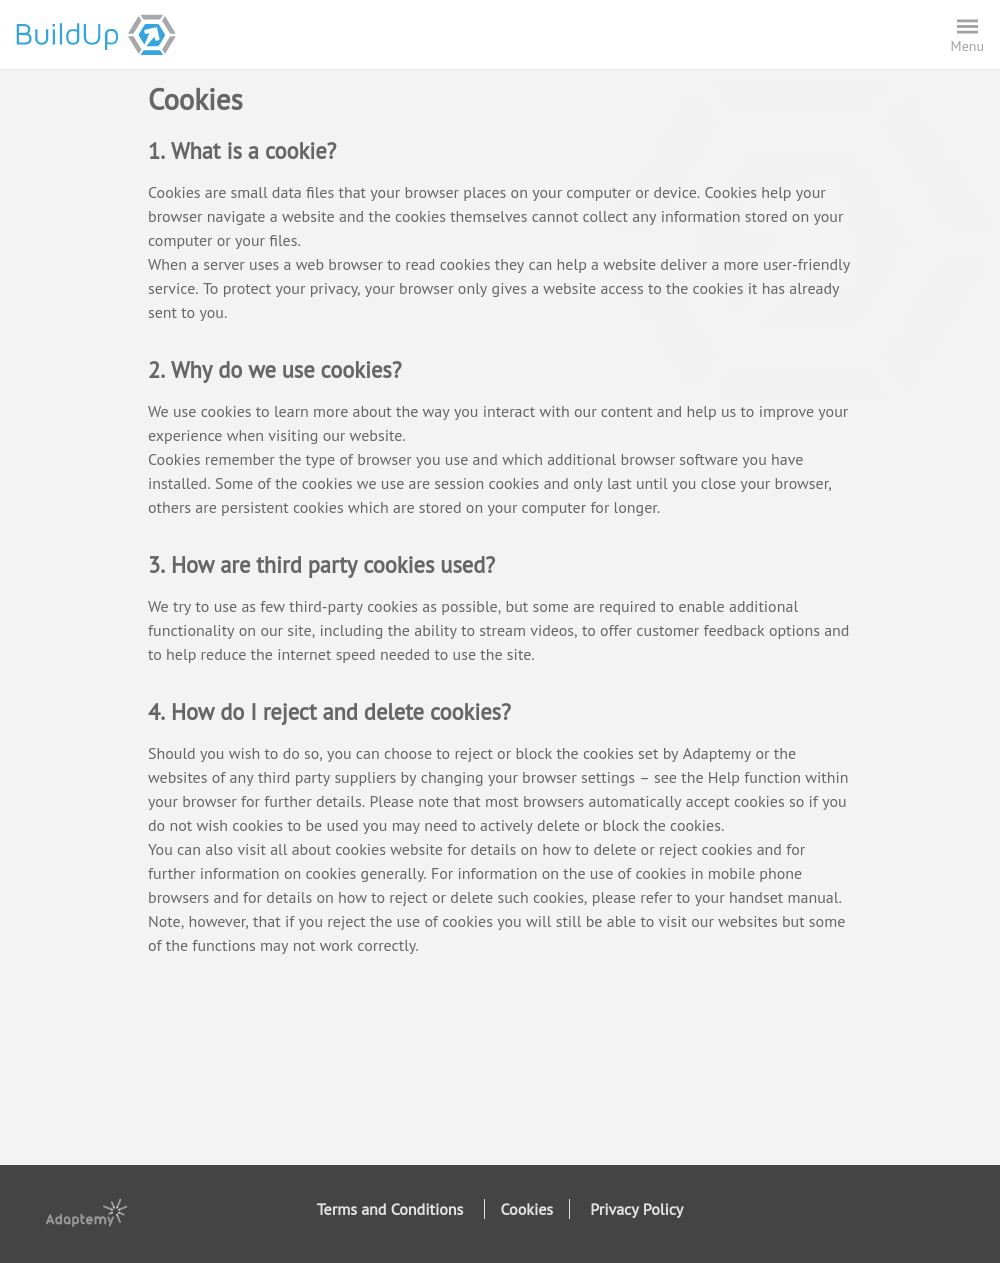 BuildUp
Menu
Cookies
1. What is a cookie?
Cookies are small data files that your browser places on your computer or device. Cookies help your
browser navigate a website and the cookies themselves cannot collect any information stored on your
computer or your files.
When a server uses a web browser to read cookies they can help a website deliver a more user-friendly
service. To protect your privacy, your browser only gives a website access to the cookies it has already
sent to you.
2. Why do we use cookies?
We use cookies to learn more about the way you interact with our content and help us to improve your
experience when visiting our website.
Cookies remember the type of browser you use and which additional browser software you have
installed. Some of the cookies we use are session cookies and only last until you close your browser,
others are persistent cookies which are stored on your computer for longer.
3. How are third party cookies used?
We try to use as few third-party cookies as possible, but some are required to enable additional
functionality on our site, including the ability to stream videos, to offer customer feedback options and
to help reduce the internet speed needed to use the site.
4. How do I reject and delete cookies?
Should you wish to do so, you can choose to reject or block the cookies set by Adaptemy or the
websites of any third party suppliers by changing your browser settings – see the Help function within
your browser for further details. Please note that most browsers automatically accept cookies so if you
do not wish cookies to be used you may need to actively delete or block the cookies.
You can also visit all about cookies website for details on how to delete or reject cookies and for
further information on cookies generally. For information on the use of cookies in mobile phone
browsers and for details on how to reject or delete such cookies, please refer to your handset manual.
Note, however, that if you reject the use of cookies you will still be able to visit our websites but some
of the functions may not work correctly.
Adaptemy
Terms and Conditions
Cookies
Privacy Policy